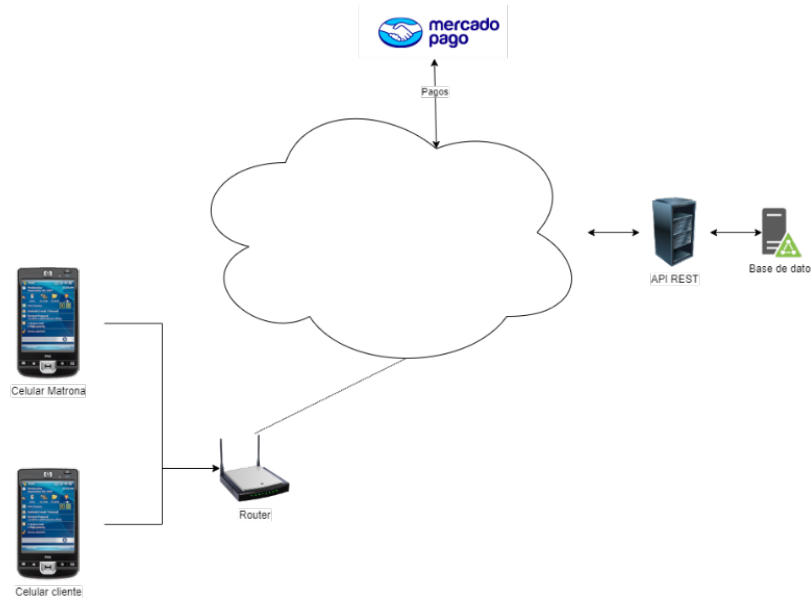 mercado
pago
Pagos
API REST
Base de dato
Celular Matrona
Router
Celular cliente